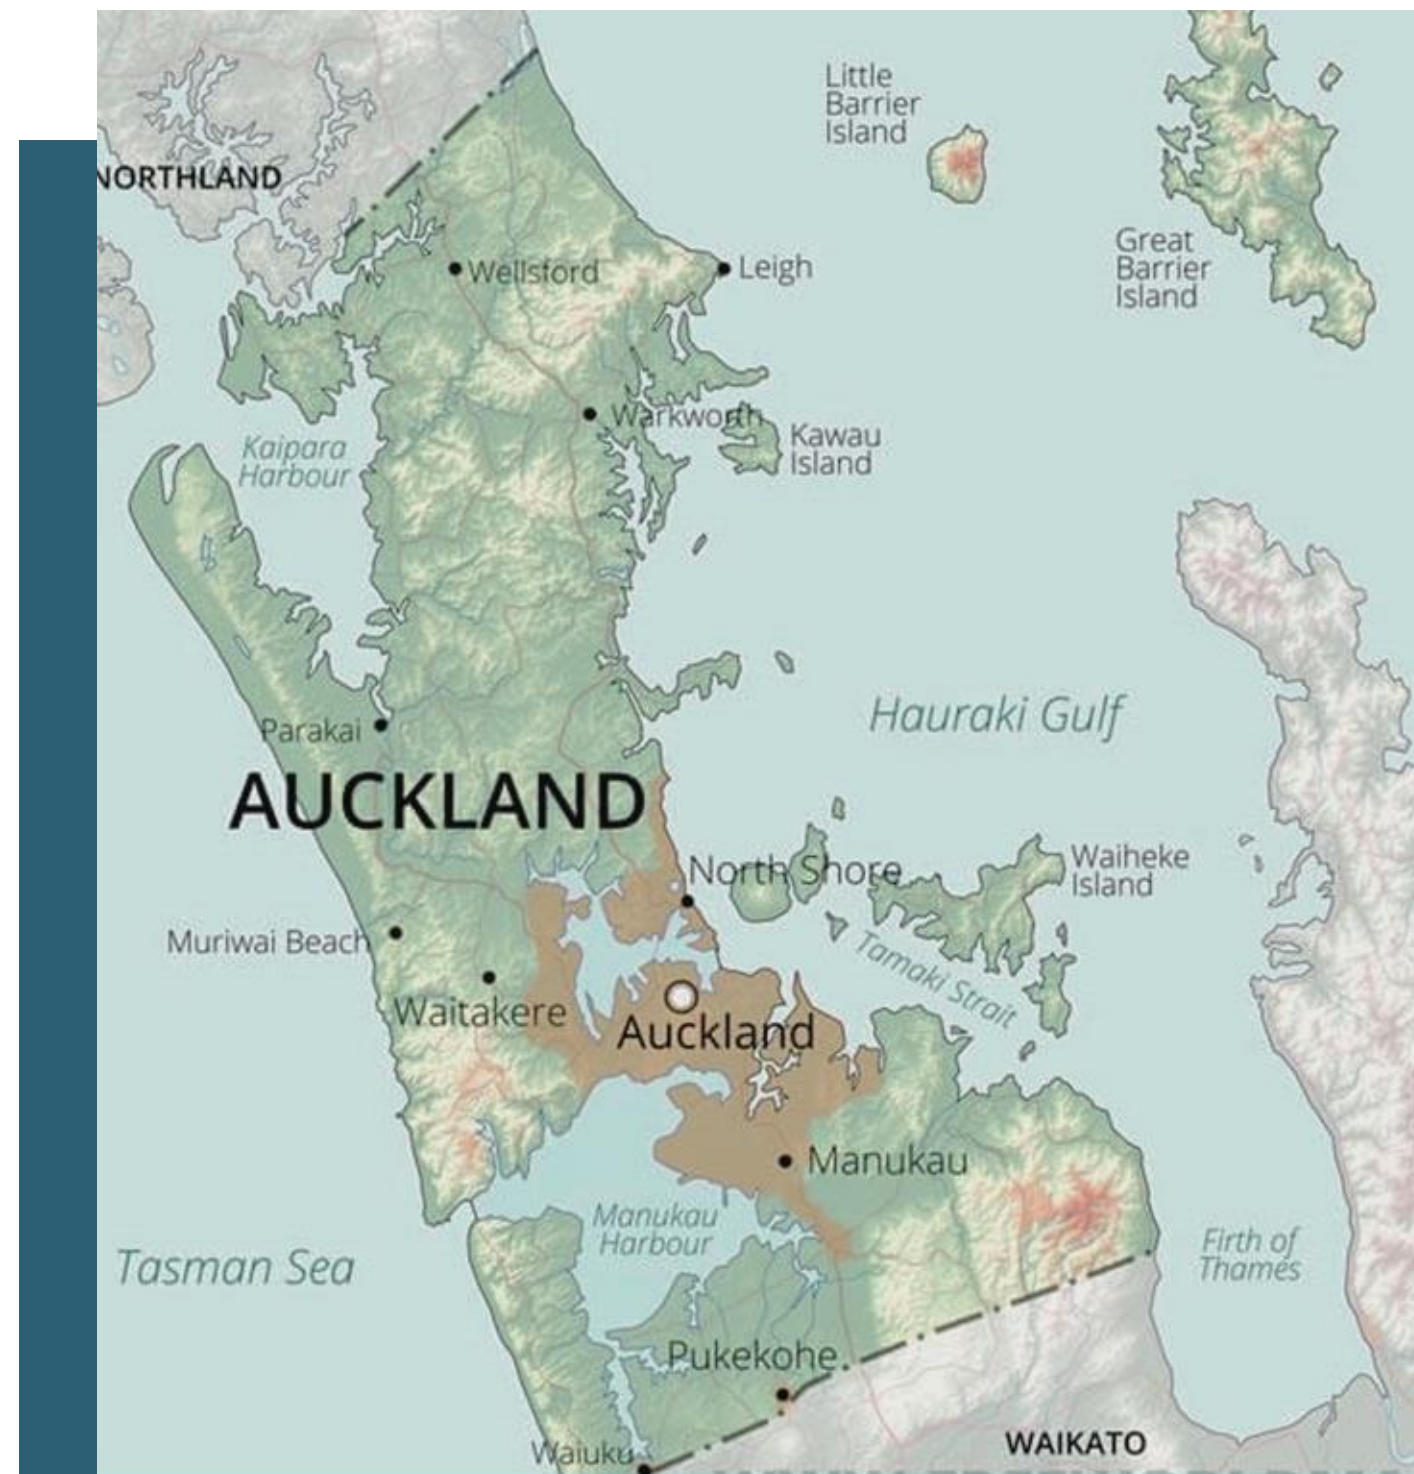 Little
Barrier
Island
NORTHLAND
Great
Barrier
Island
Wellsford
Leigh
Warkworth
Kawau
Island
Kaipara
Harbour
Hauraki Gulf
Parakai
AUCKLAND
North Shore
Waiheke
Island
Muriwai Beach
Tamaki Strait
Waitakere
Auckland
Manukau
Manukau
Harbour
Firth of
Thames
Tasman Sea
Pukekohe
WAIKATO
Waiuku